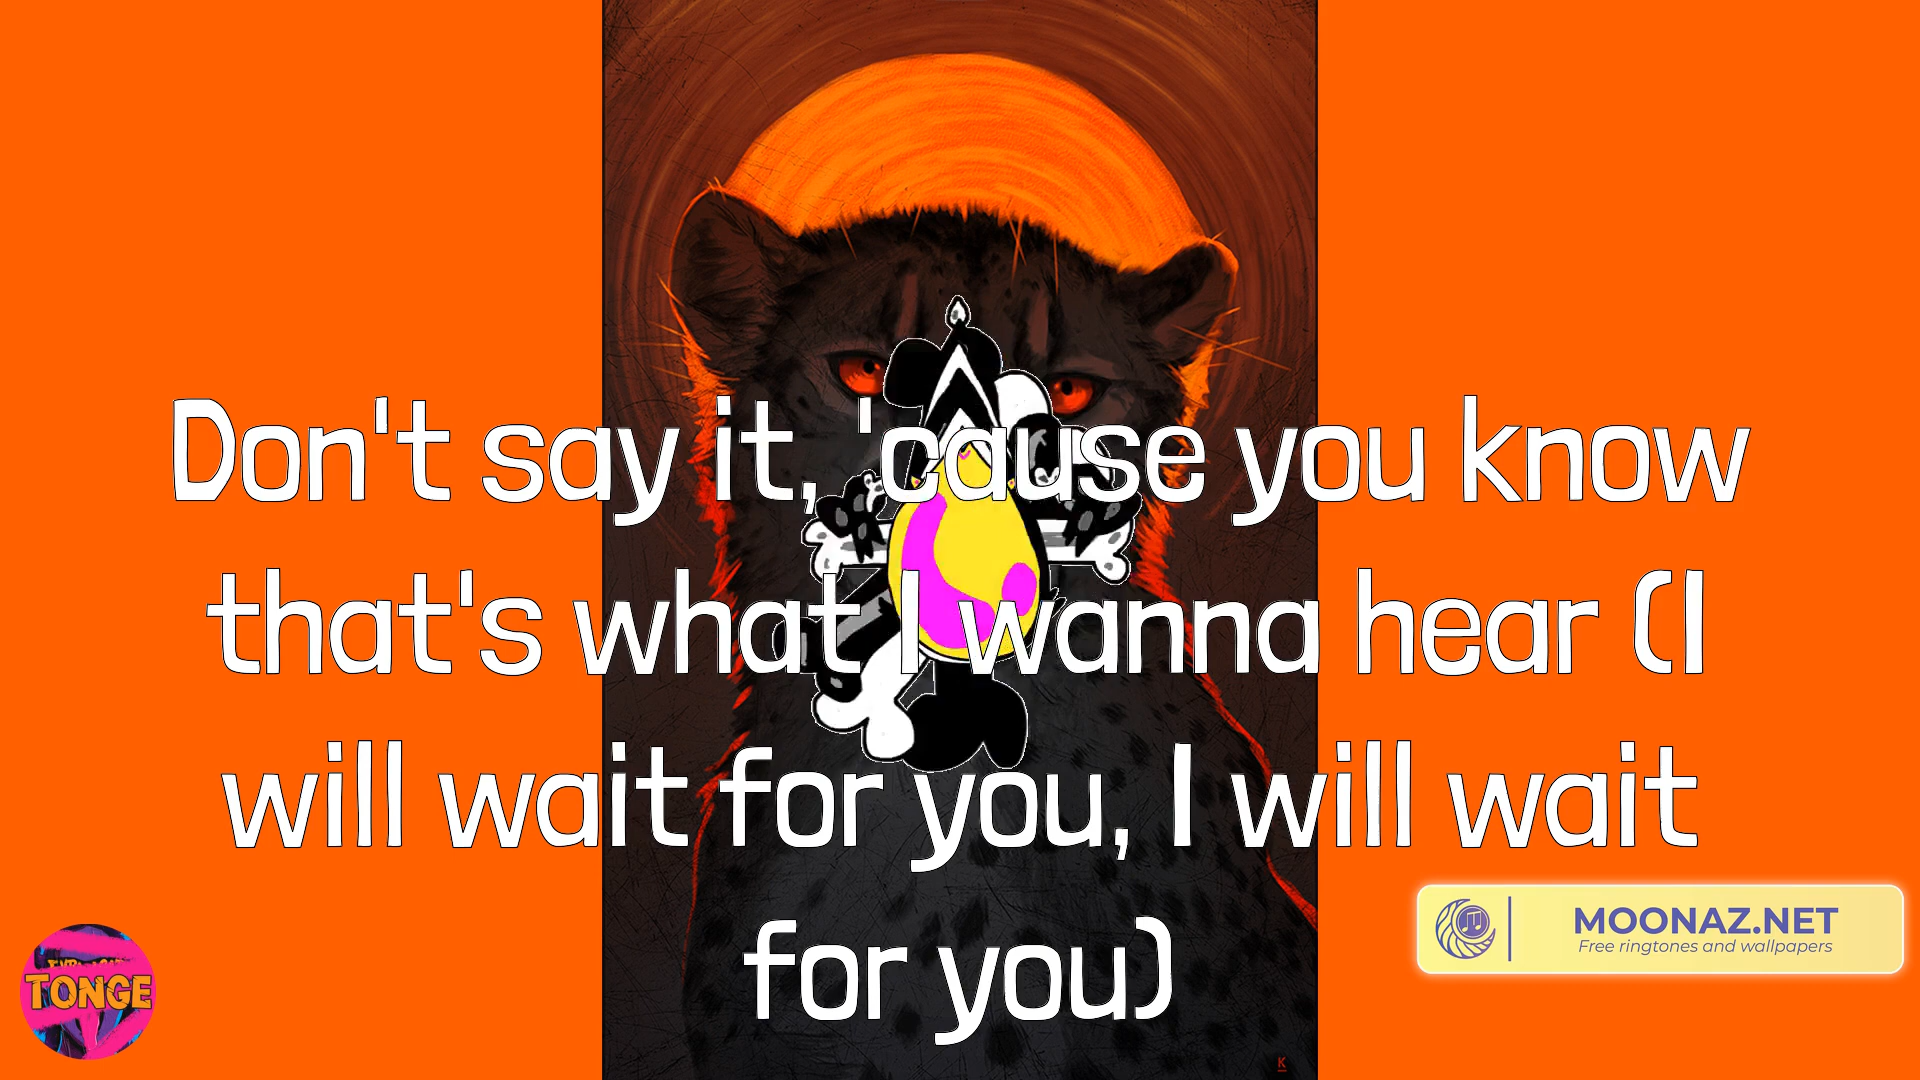 Don't say it, 'cause you know
that's what I wanna hear (I
will wait for you, I will wait
for you)
MOONAZ.NET
Free ringtones and wallpapers
TONGE
K